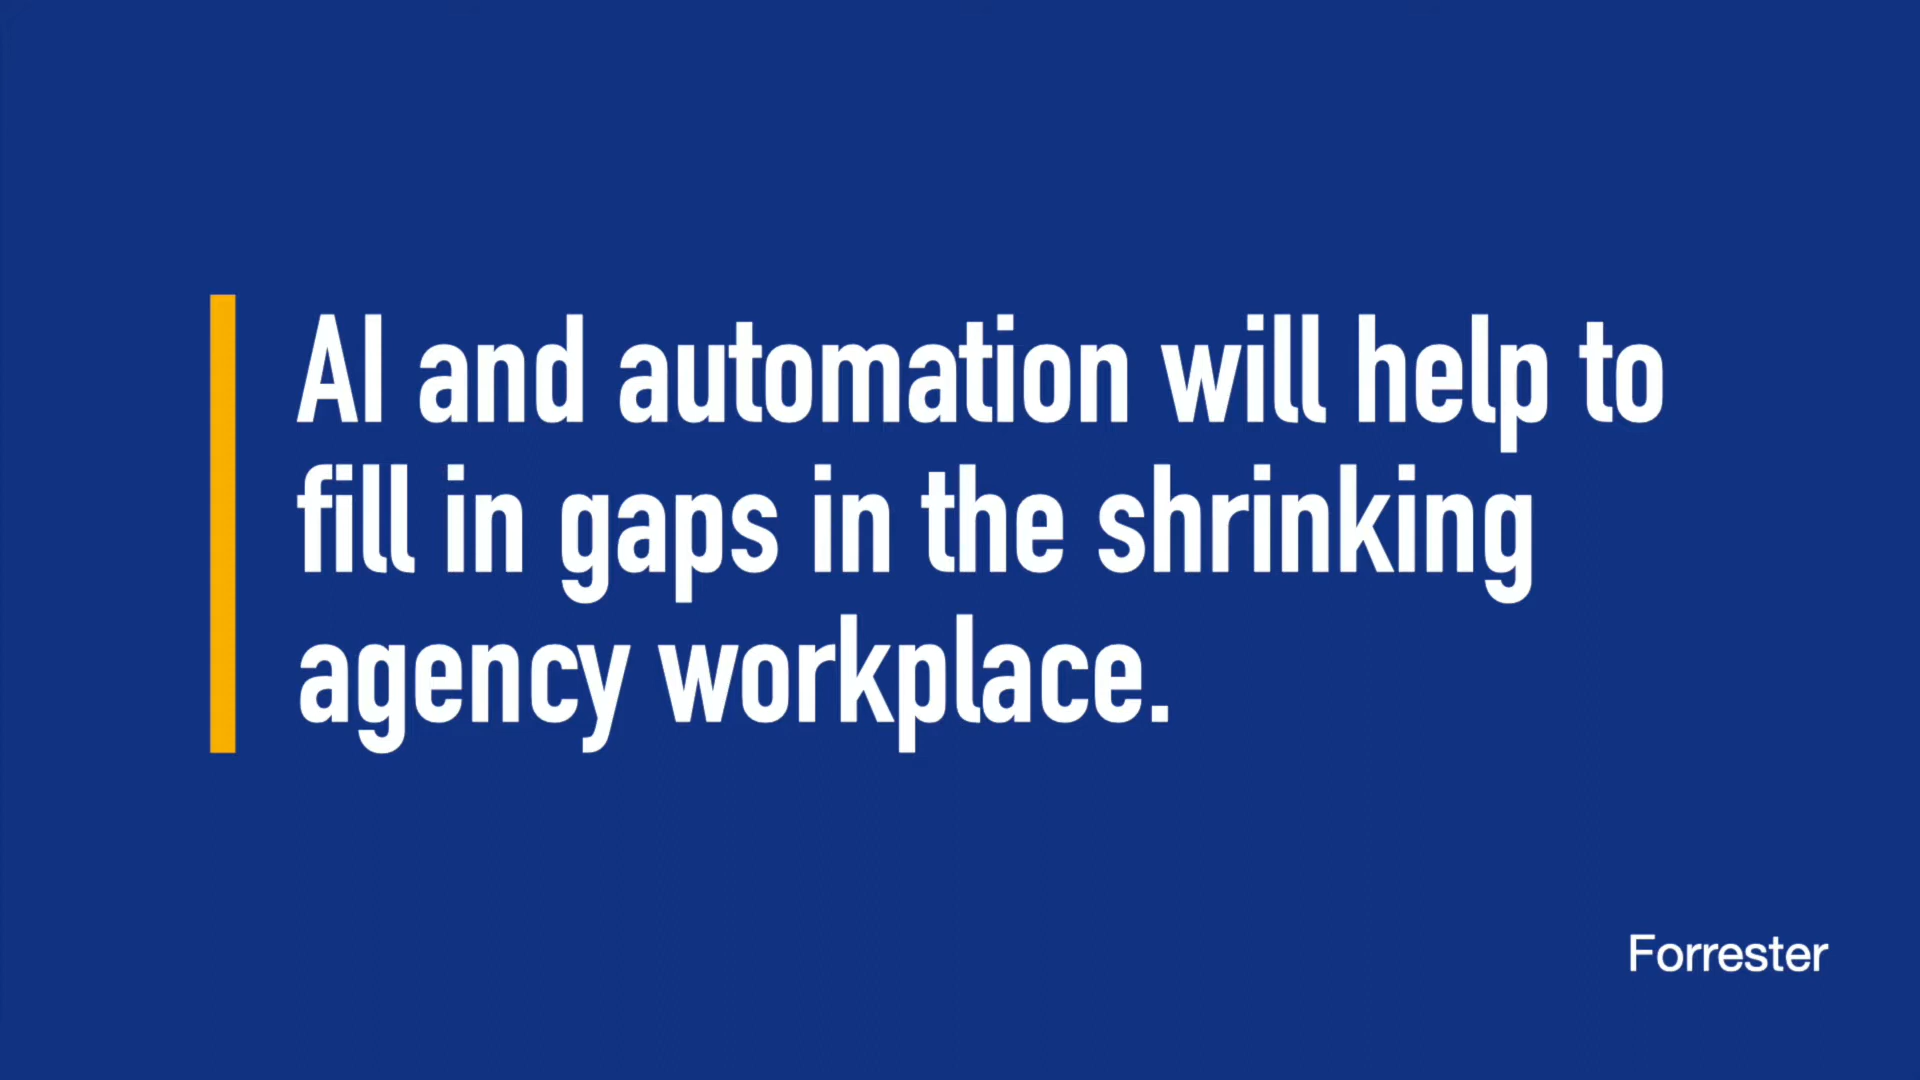 AI and automation will help to
fill in gaps in the shrinking
agency workplace.
Forrester